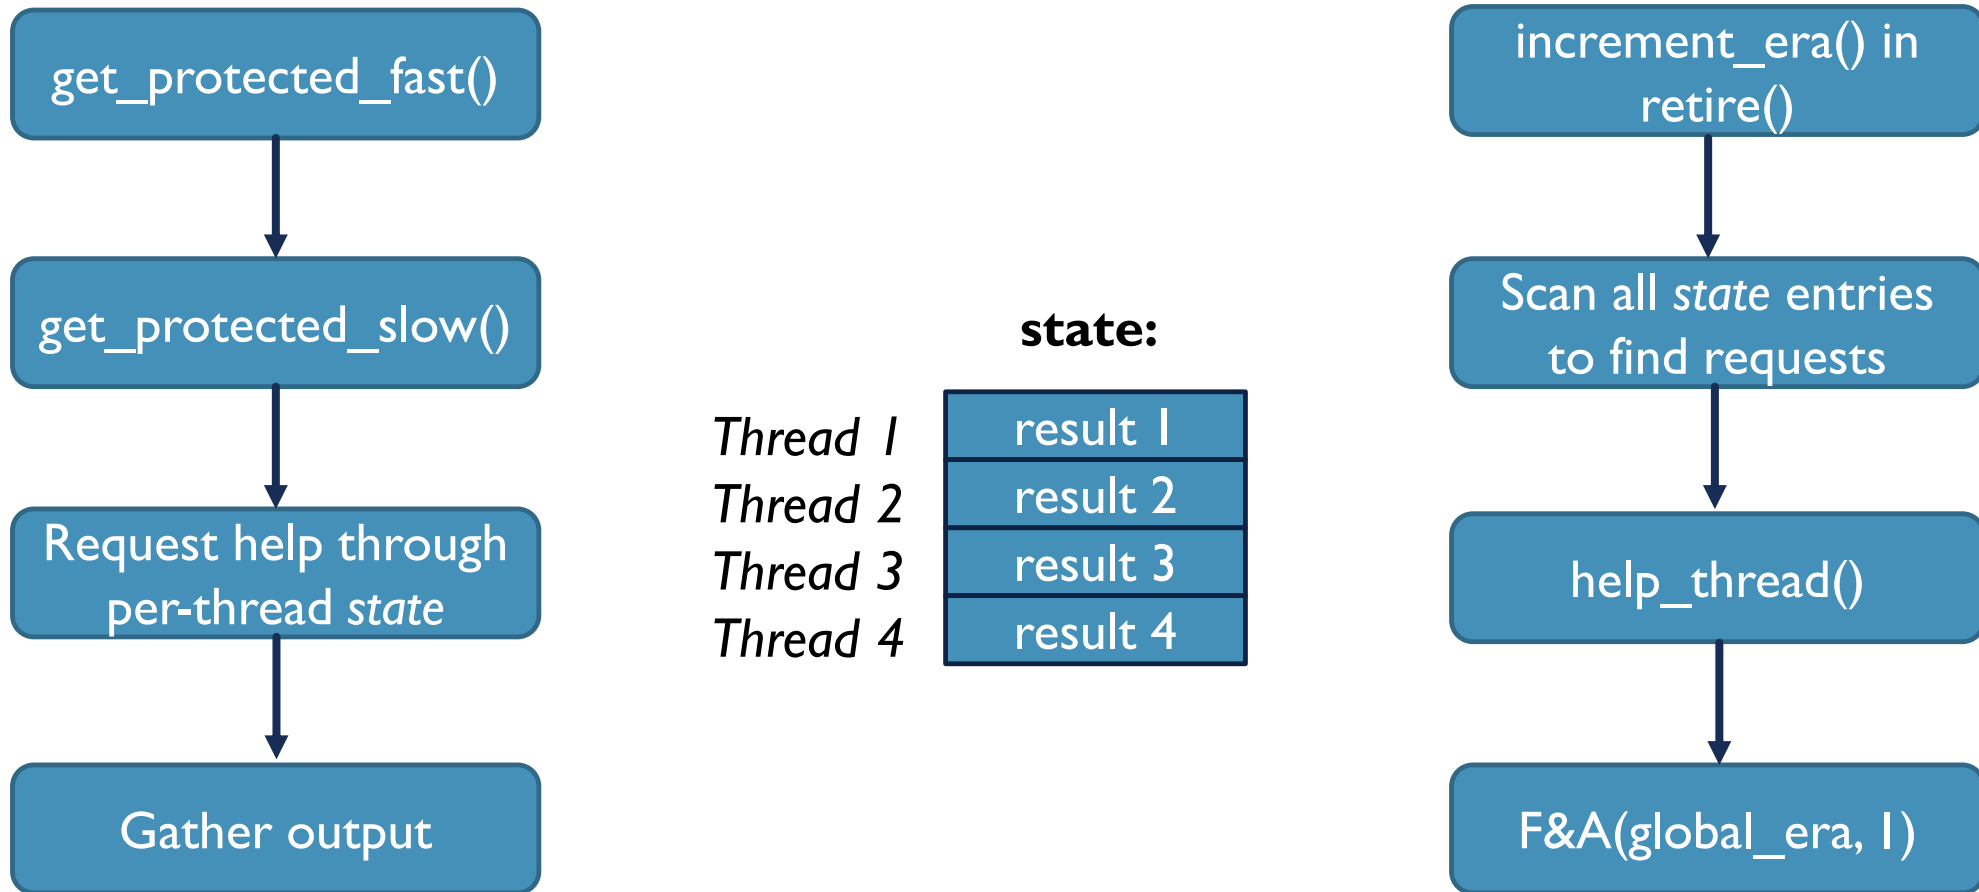 get_protected_fast()
get_protected_slow()
Request help through
per-thread state
Gather output
state:
Thread 1 result 1
Thread 2 result 2
Thread 3 result 3
Thread 4 result 4
increment_era() in
retire()
Scan all state entries
to find requests
help_thread()
F&A(global_era, 1)